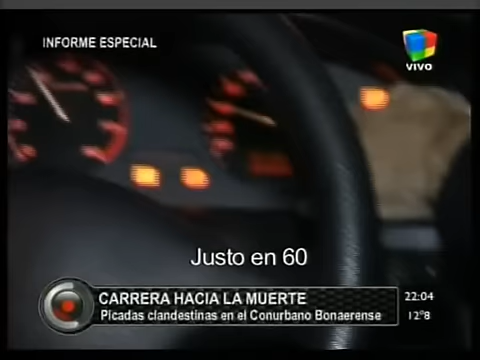 INFORME ESPECIAL
VIVO
Justo en 60
CARRERA HACIA LA MUERTE
22:04
Picadas clandestinas en el Conurbano Bonaerense
12°8